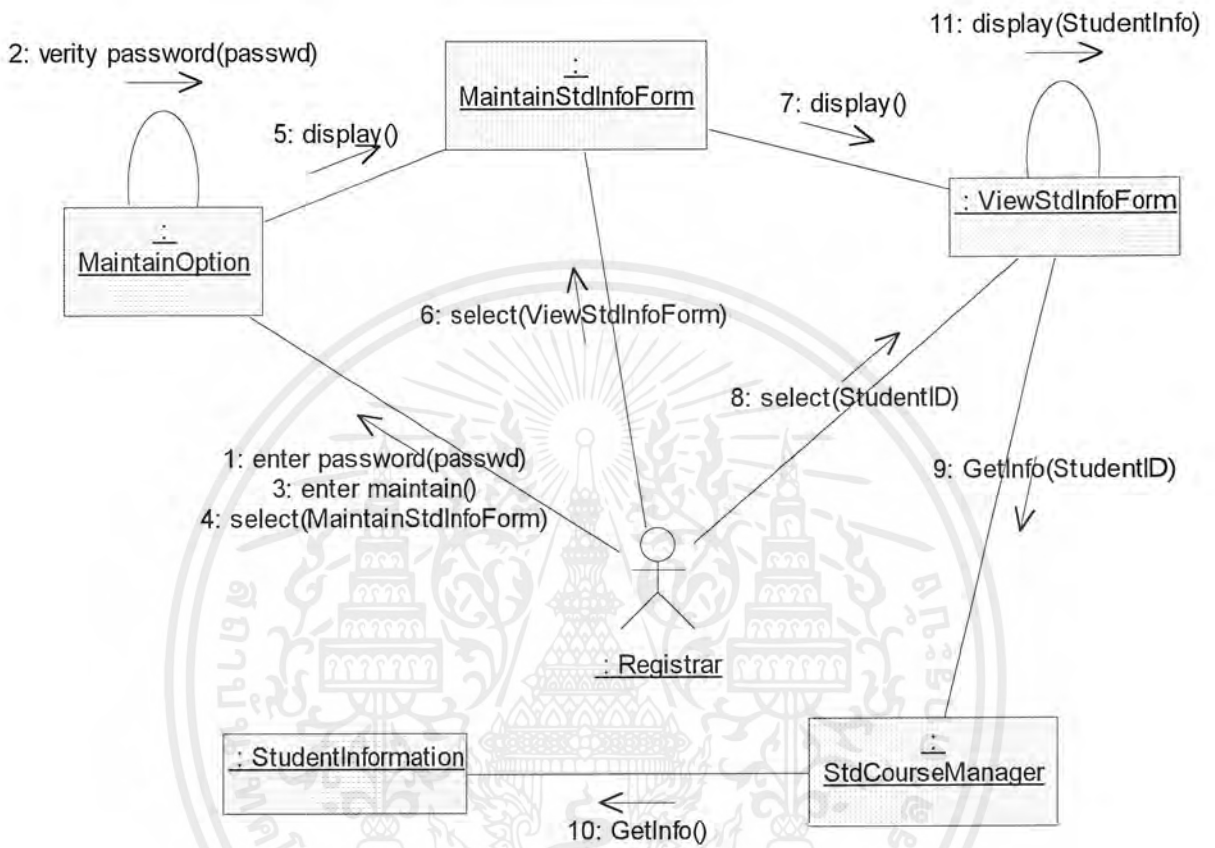 11: display(StudentInfo)
2: verity password(passwd)
:
MaintainStdInfoForm
7: display()
5: display()
: ViewStdInfoForm
:
MaintainOption
6: select(ViewStdInfoForm)
8: select(StudentID)
1: enter password(passwd)
3: enter maintain()
4: select(MaintainStdInfoForm)
9: GetInfo(StudentID)
: Registrar
: StudentInformation
:
StdCourseManager
10: GetInfo()